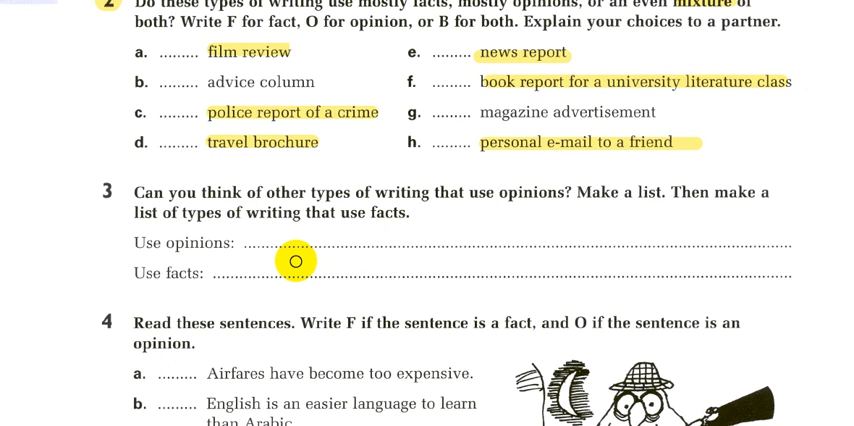 2 Do these types of writing use mostly facts, mostly opinions, or an even mixture of
both? Write F for fact, O for opinion, or B for both. Explain your choices to a partner.
a. ......... film review
b. ......... advice column
c. ......... police report of a crime
d. ......... travel brochure
e. ......... news report
f. ......... book report for a university literature class
g. ......... magazine advertisement
h. ......... personal e-mail to a friend
3 Can you think of other types of writing that use opinions? Make a list. Then make a
list of types of writing that use facts.
Use opinions: ..........
Use facts: ..........
4 Read these sentences. Write F if the sentence is a fact, and O if the sentence is an
opinion.
a. ......... Airfares have become too expensive.
b. ......... English is an easier language to learn
than Arabic.